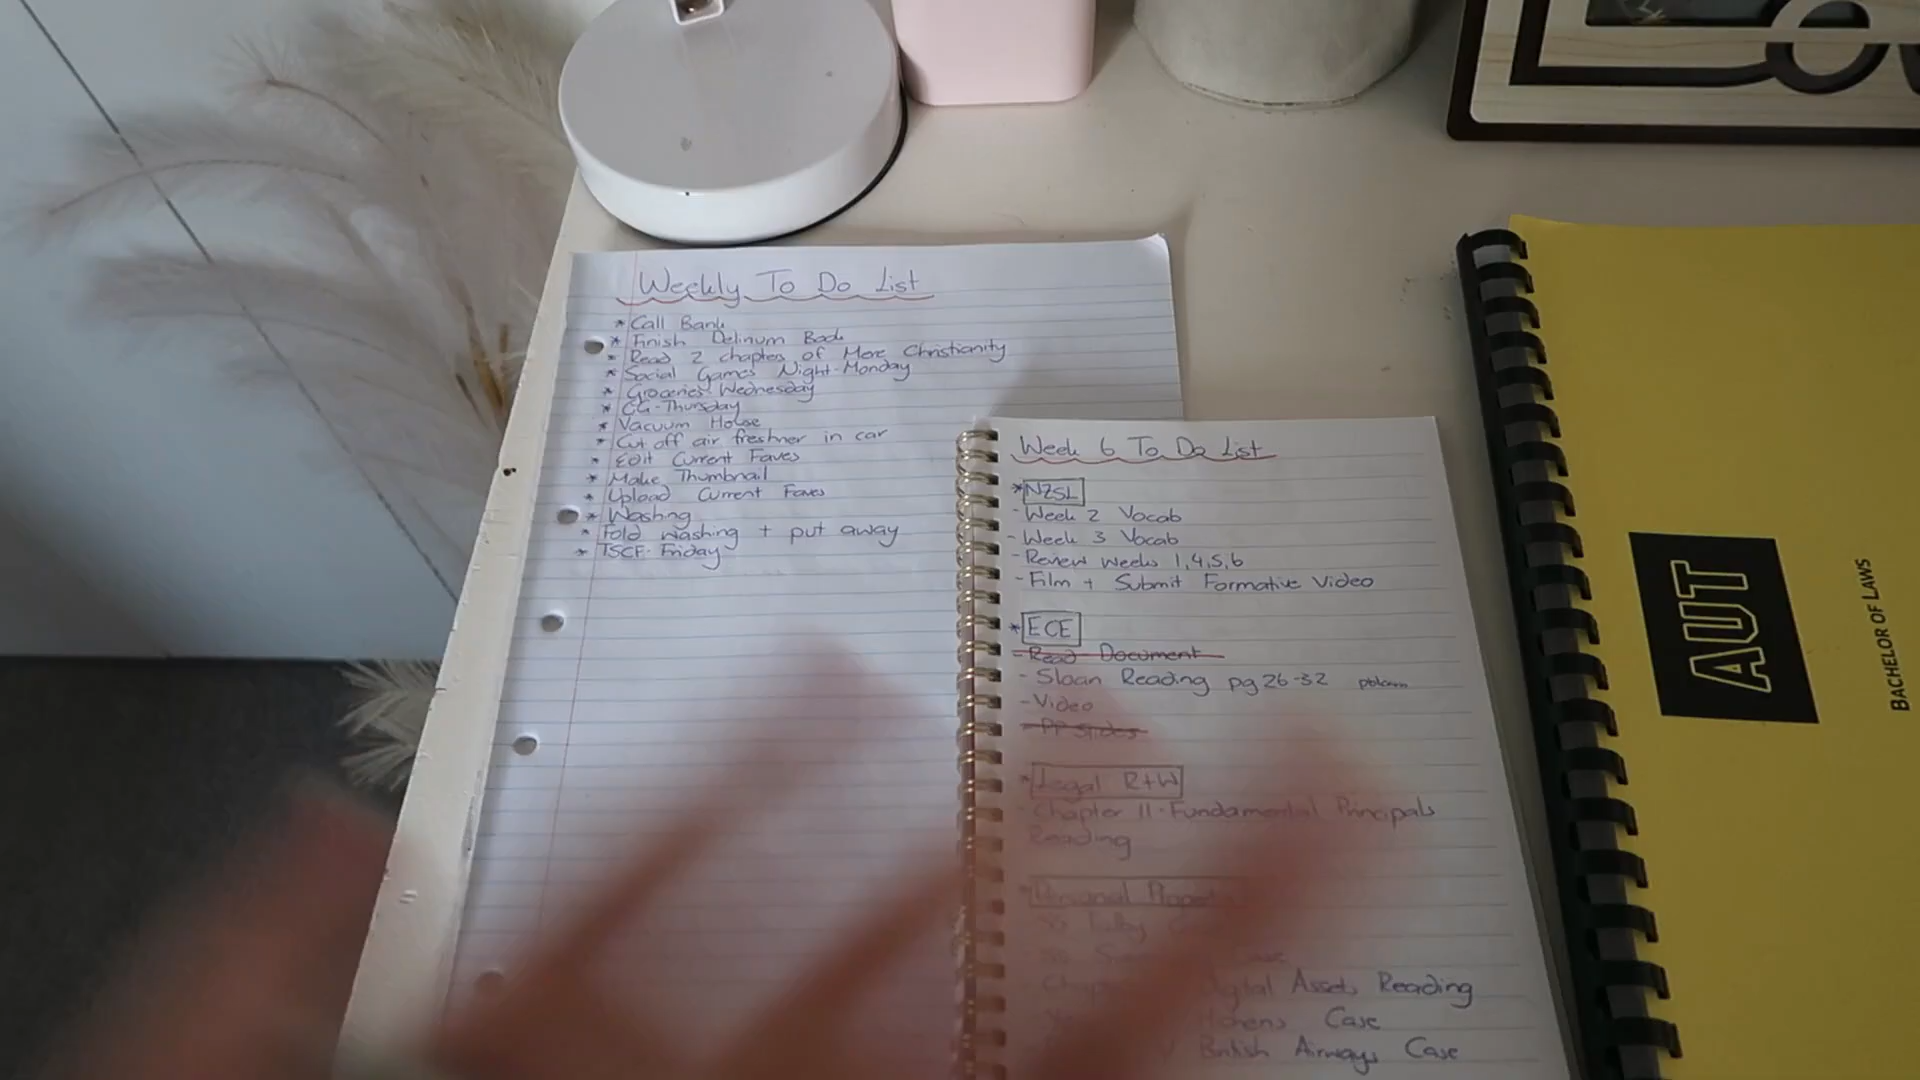 Weekly To Do List
* Call Bank
* Finish Delirium Book
* Read 2 chapters of Mere Christianity
* Social Games Night-Monday
* Groceries-Wednesday
* CG-Thursday
* Vacuum House
* Cut off air freshner in car
* Edit Current Faves
* Make Thumbnail
* Upload Current Faves
* Washing
* Fold washing + put away
* TSCF-Friday
Week 6 To Do List
* NZSL
- Week 2 Vocab
- Week 3 Vocab
- Review weeks 1,4,5,6
- Film + Submit Formative Video
* ECE
- Read Document
- Sloan Reading pg 26-32
- Video
- PP Slides
* Legal R+W
- Chapter 11-Fundamental Principals
Reading
* Personal
Digital Assets Reading
Case
British Airways Case
AUT
BACHELOR OF LAWS